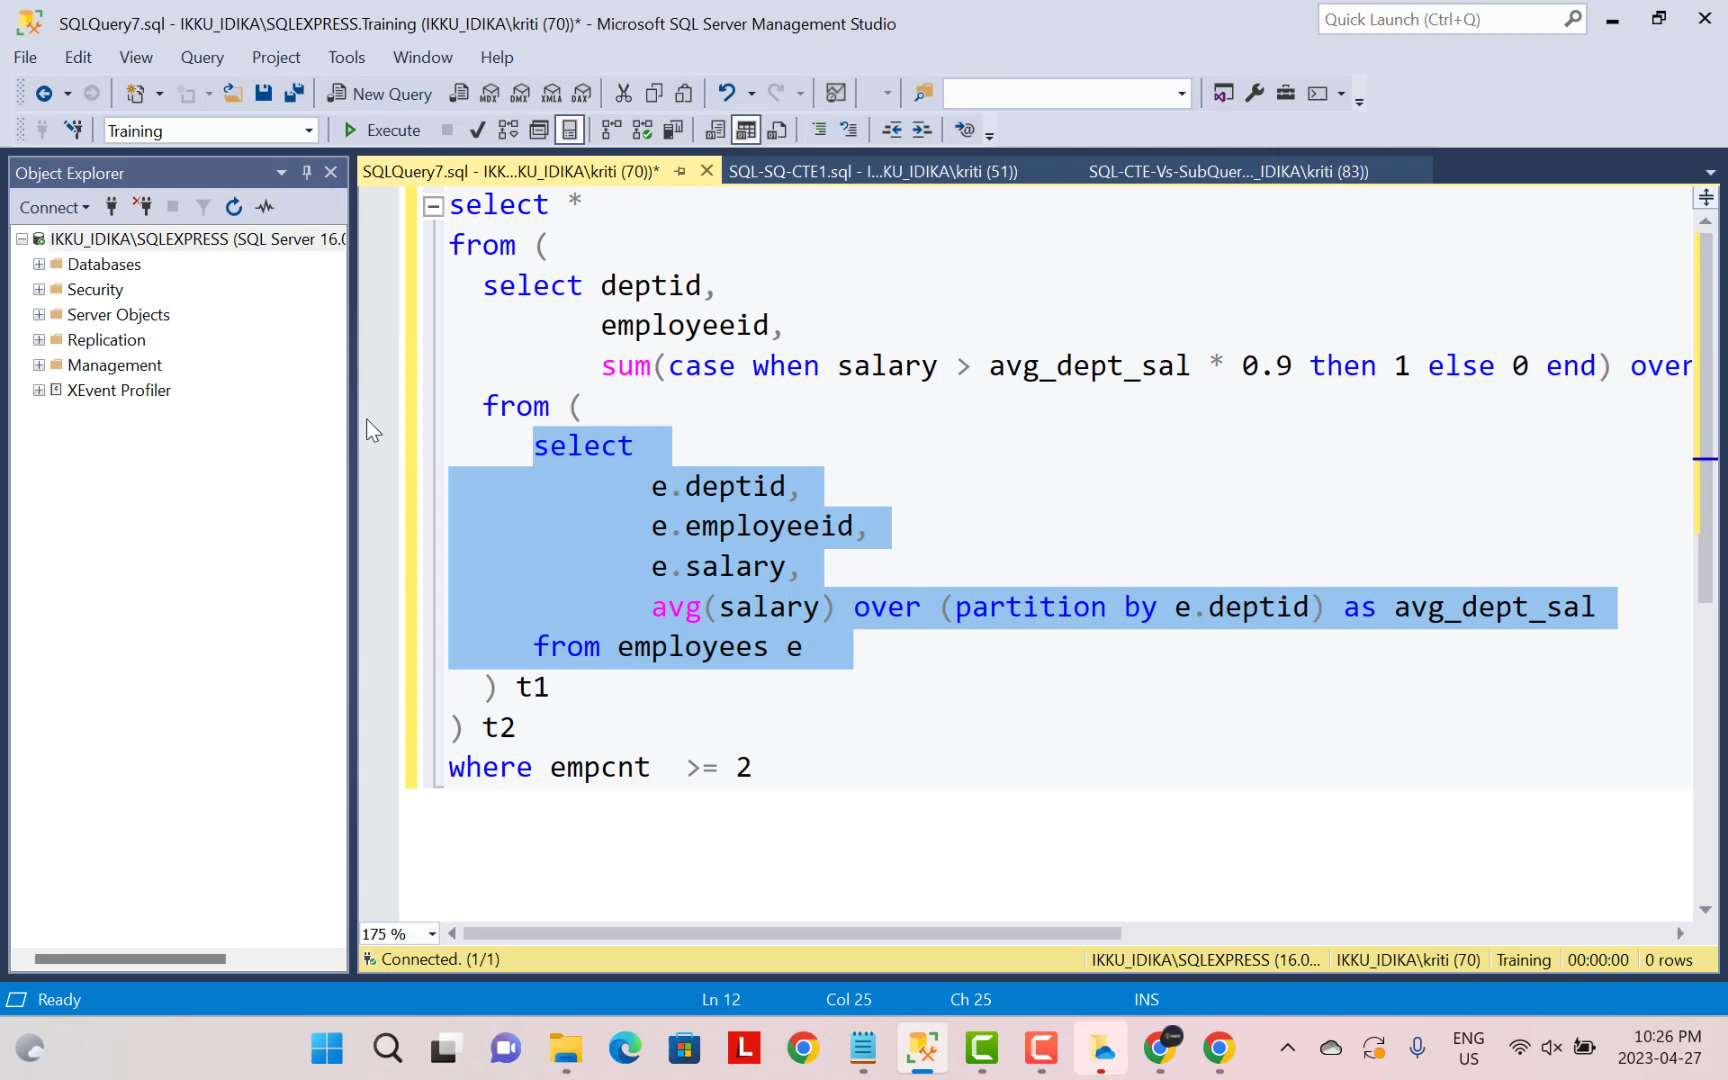 SQLQuery7.sql - IKKU_IDIKA\SQLEXPRESS.Training (IKKU_IDIKA\kriti (70))* - Microsoft SQL Server Management Studio
Quick Launch (Ctrl+Q)
File Edit View Query Project Tools Window Help
New Query
MDX DMX XMLA DAX
Training
Execute
Object Explorer
SQLQuery7.sql - IKK...KU_IDIKA\kriti (70))*
SQL-SQ-CTE1.sql - I...KU_IDIKA\kriti (51))
SQL-CTE-Vs-SubQuer..._IDIKA\kriti (83))
Connect
IKKU_IDIKA\SQLEXPRESS (SQL Server 16.0
Databases
Security
Server Objects
Replication
Management
XEvent Profiler
select *
from (
select deptid,
employeeid,
sum(case when salary > avg_dept_sal * 0.9 then 1 else 0 end) over
from (
select
e.deptid,
e.employeeid,
e.salary,
avg(salary) over (partition by e.deptid) as avg_dept_sal
from employees e
) t1
) t2
where empcnt >= 2
175 %
Connected. (1/1)
IKKU_IDIKA\SQLEXPRESS (16.0...
IKKU_IDIKA\kriti (70)
Training
00:00:00
0 rows
Ready
Ln 12
Col 25
Ch 25
INS
L
ENG
US
10:26 PM
2023-04-27